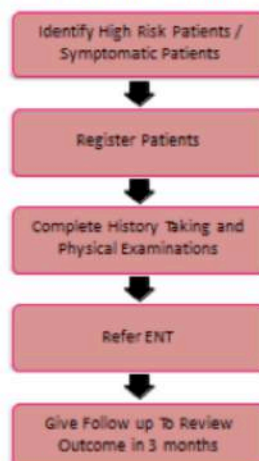 Identify High Risk Patients /
Symptomatic Patients
Register Patients
Complete History Taking and
Physical Examinations
Refer ENT
Give Follow up To Review
Outcome in 3 months